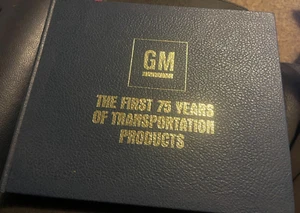 GM
THE FIRST 75 YEARS
OF TRANSPORTATION
PRODUCTS